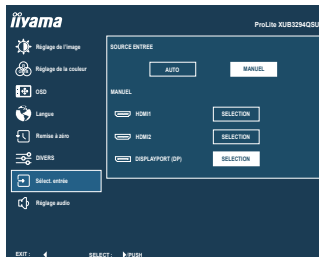 iiyama
ProLite XUB3294QSU
Réglage de l'image
Réglage de la couleur
OSD
Langue
Remise à zéro
DIVERS
Sélect. entrée
Réglage audio
SOURCE ENTREE
AUTO
MANUEL
MANUEL
HDMI1
SELECTION
HDMI2
SELECTION
DISPLAYPORT (DP)
SELECTION
EXIT :
SELECT : /PUSH